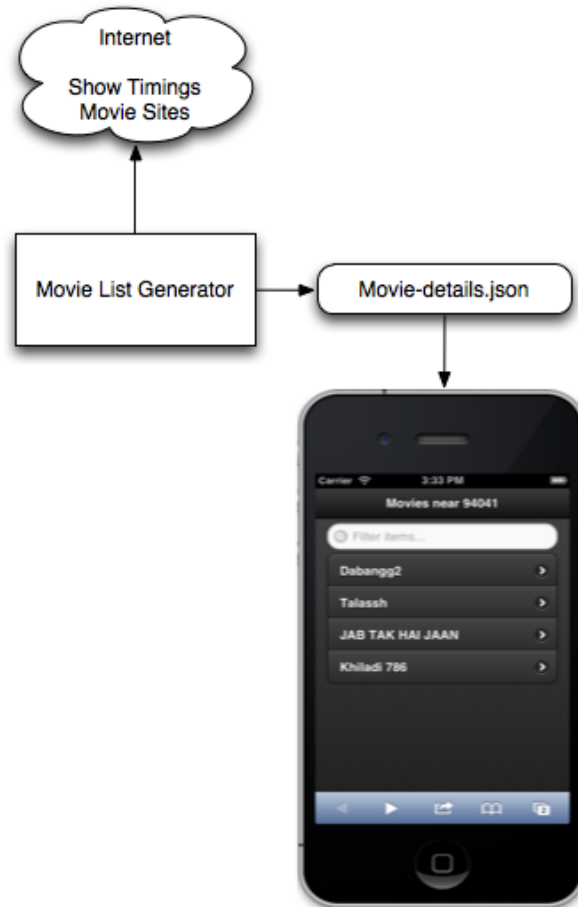 Internet
Show Timings
Movie Sites
Movie List Generator
Movie-details.json
Carrier
3:33 PM
Movies near 94041
Filter items...
Dabangg2
Talassh
JAB TAK HAI JAAN
Khiladi 786